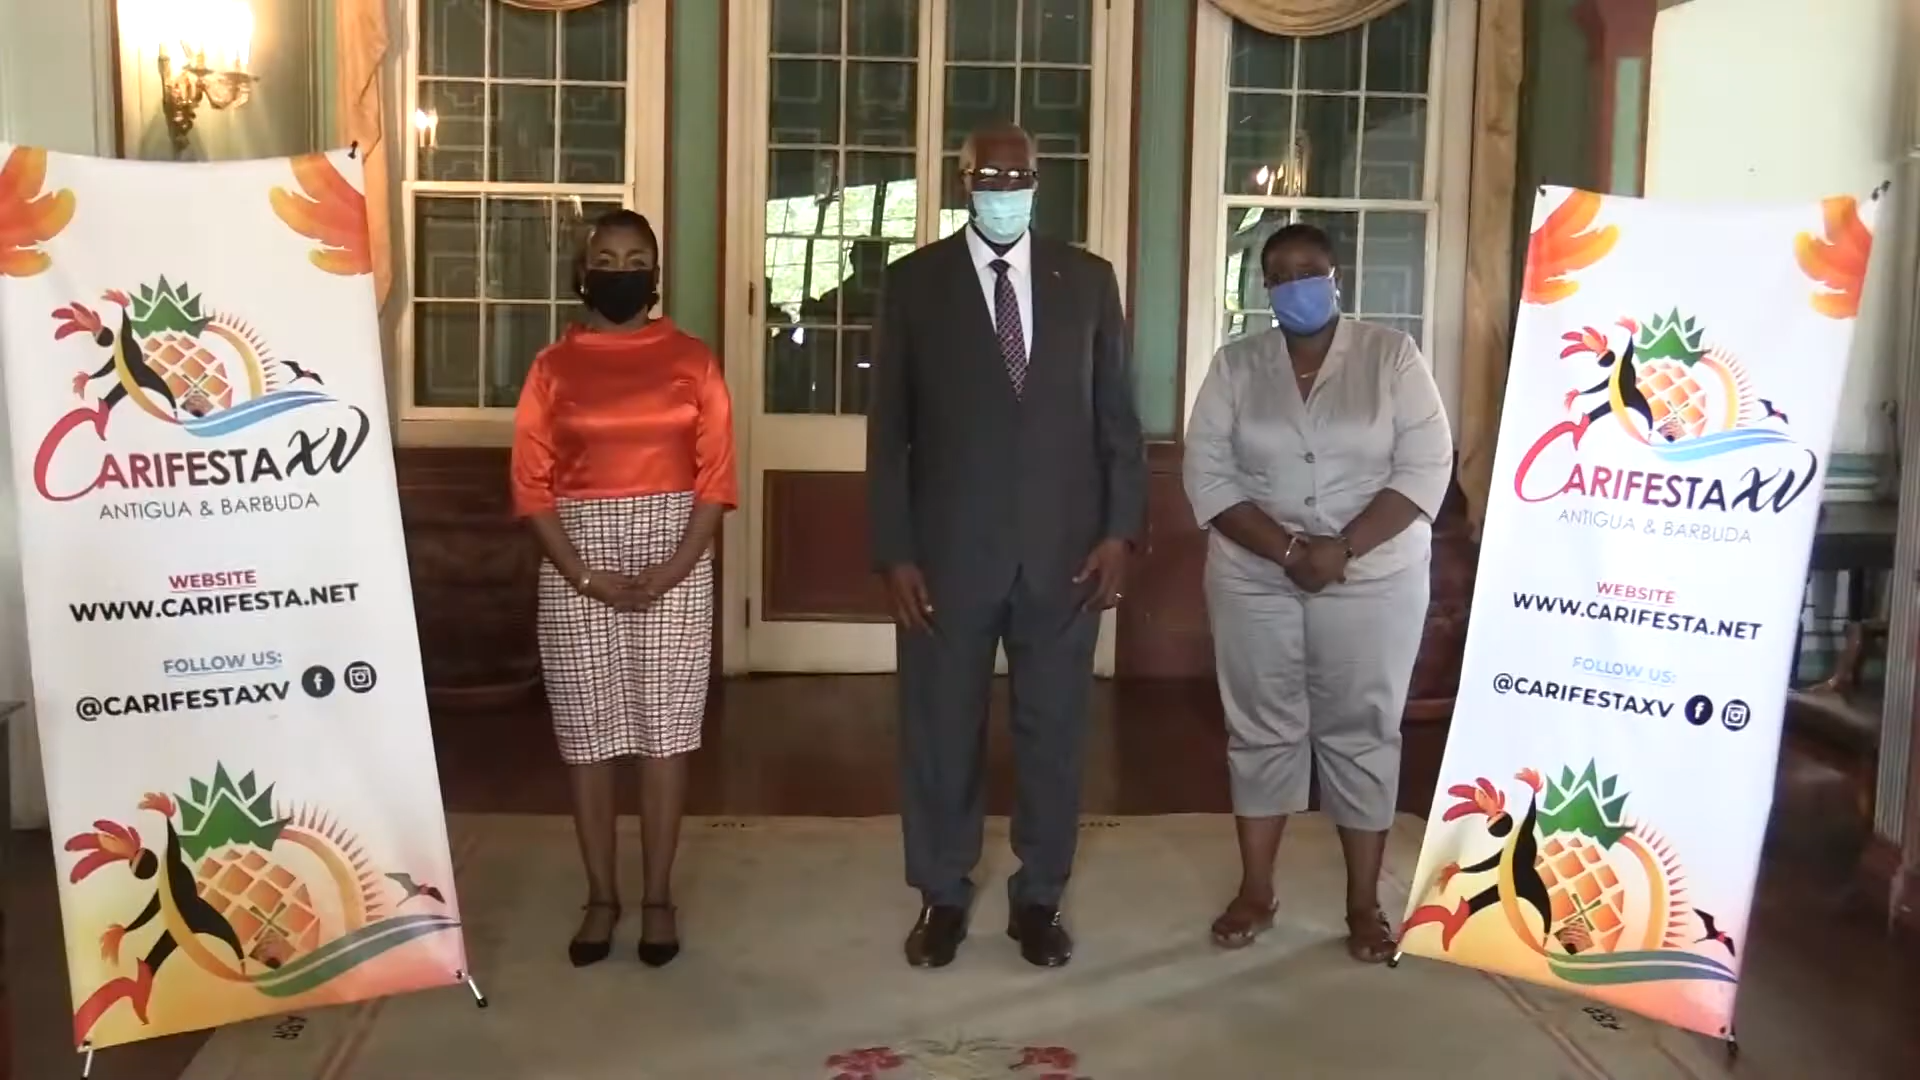 CARIFESTA XV
ANTIGUA & BARBUDA
WEBSITE
WWW.CARIFESTA.NET
FOLLOW US:
@CARIFESTAXV
CARIFESTA XV
ANTIGUA & BARBUDA
WEBSITE
WWW.CARIFESTA.NET
FOLLOW US:
@CARIFESTAXV